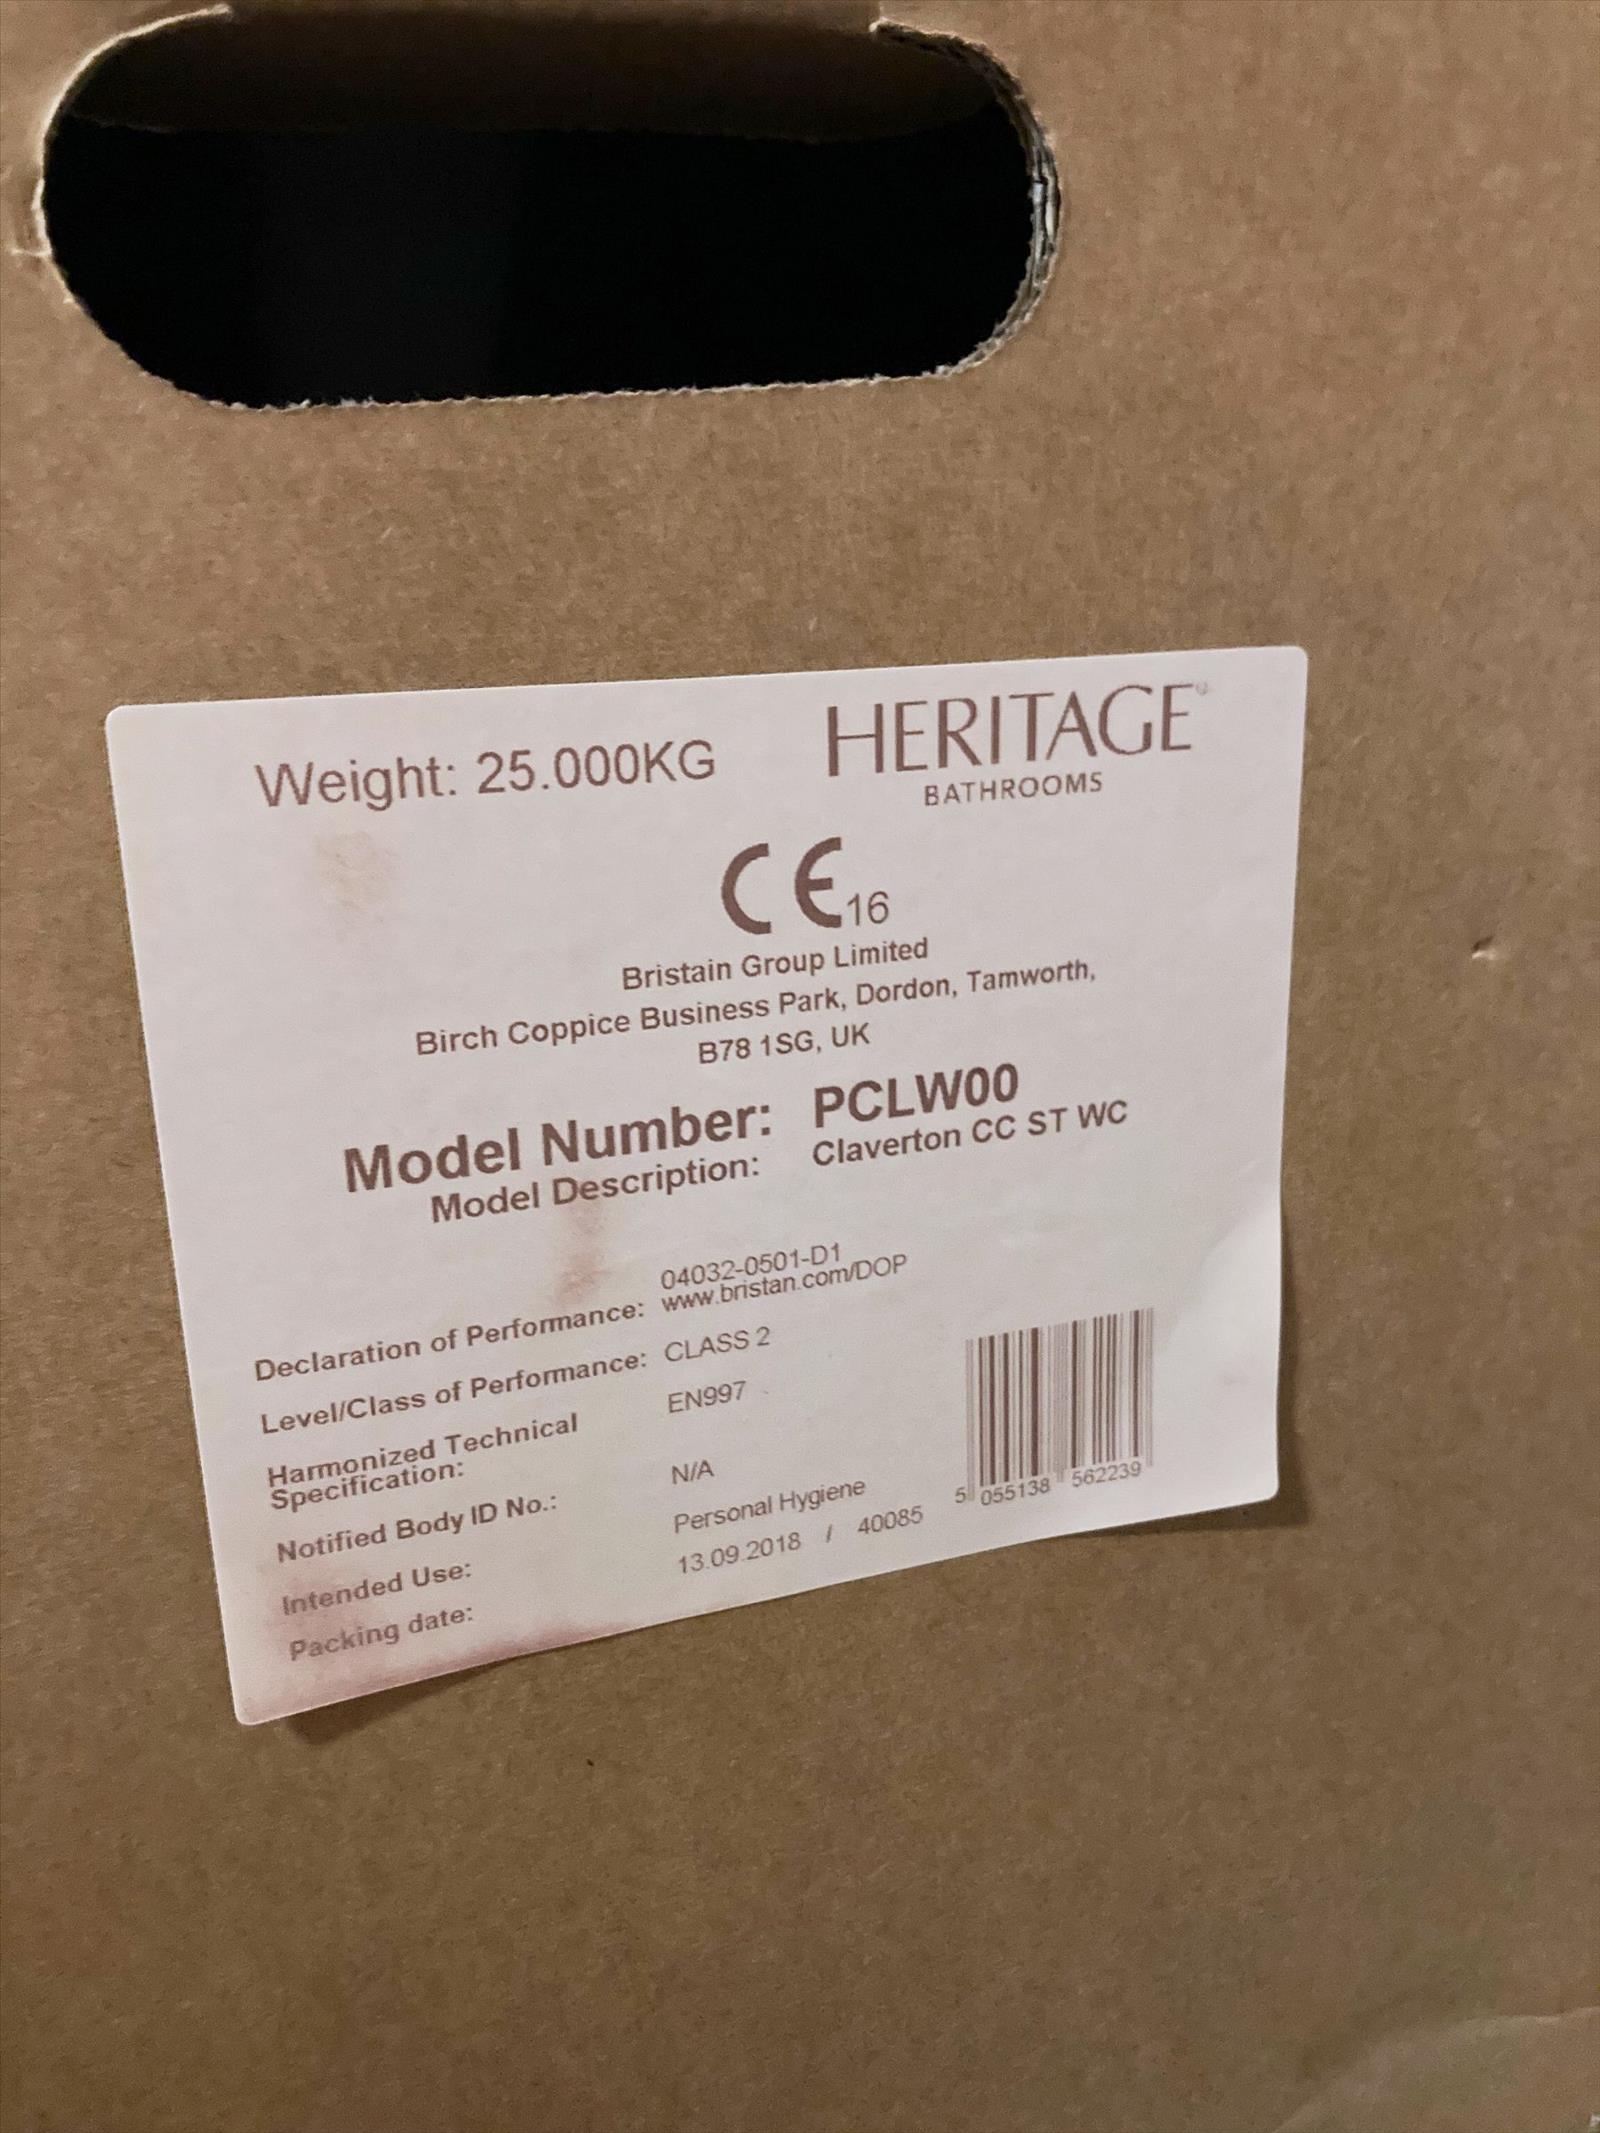 Weight: 25.000KG
HERITAGE®
BATHROOMS
CE 16
Bristain Group Limited
Birch Coppice Business Park, Dordon, Tamworth,
B78 1SG, UK
Model Number: PCLW00
Model Description: Claverton CC ST WC
04032-0501-D1
Declaration of Performance: www.bristan.com/DOP
Level/Class of Performance: CLASS 2
Harmonized Technical EN997
Specification:
Notified Body ID No.: N/A
Intended Use: Personal Hygiene
Packing date: 13.09.2018 / 40085
5 055138 562239